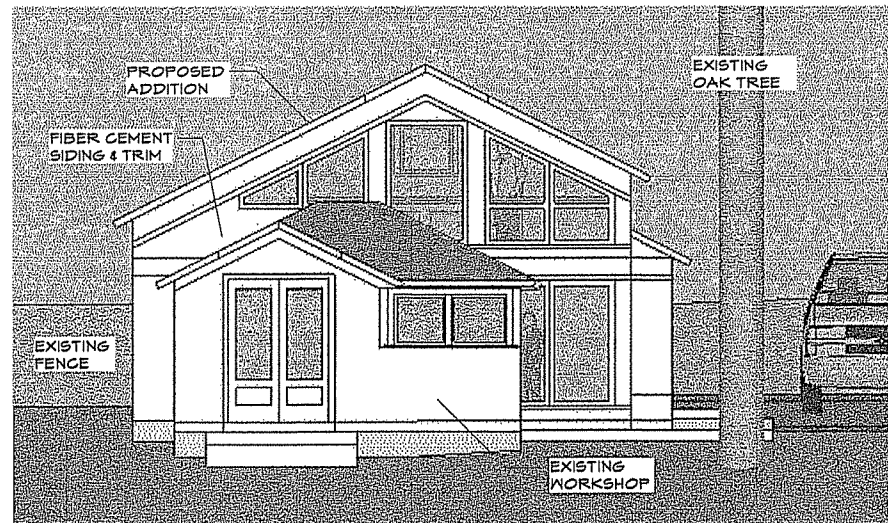 PROPOSED
ADDITION
EXISTING
OAK TREE
FIBER CEMENT
SIDING & TRIM
EXISTING
FENCE
EXISTING
WORKSHOP